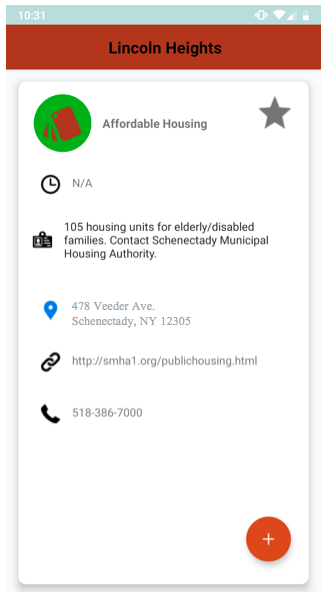 10:31
Lincoln Heights
Affordable Housing
N/A
105 housing units for elderly/disabled
families. Contact Schenectady Municipal
Housing Authority.
478 Veeder Ave.
Schenectady, NY 12305
http://smha1.org/publichousing.html
518-386-7000
+